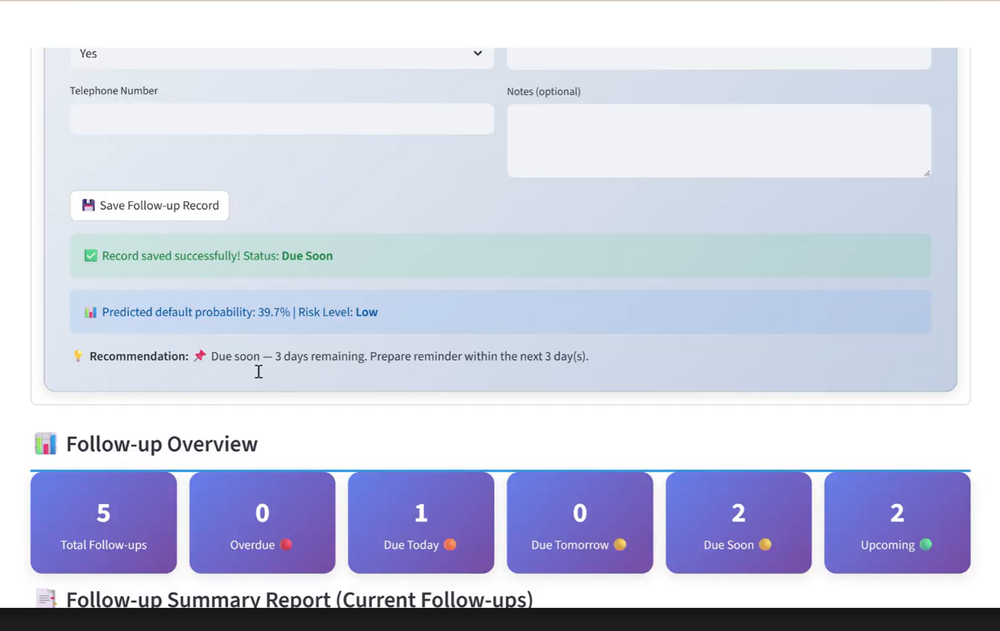 Yes
Telephone Number
Notes (optional)
💾 Save Follow-up Record
✅ Record saved successfully! Status: Due Soon
📊 Predicted default probability: 39.7% | Risk Level: Low
💡 Recommendation: 📌 Due soon — 3 days remaining. Prepare reminder within the next 3 day(s).
📊 Follow-up Overview
5
Total Follow-ups
0
Overdue 🔴
1
Due Today 🟠
0
Due Tomorrow 🟡
2
Due Soon 🟡
2
Upcoming 🟢
📑 Follow-up Summary Report (Current Follow-ups)